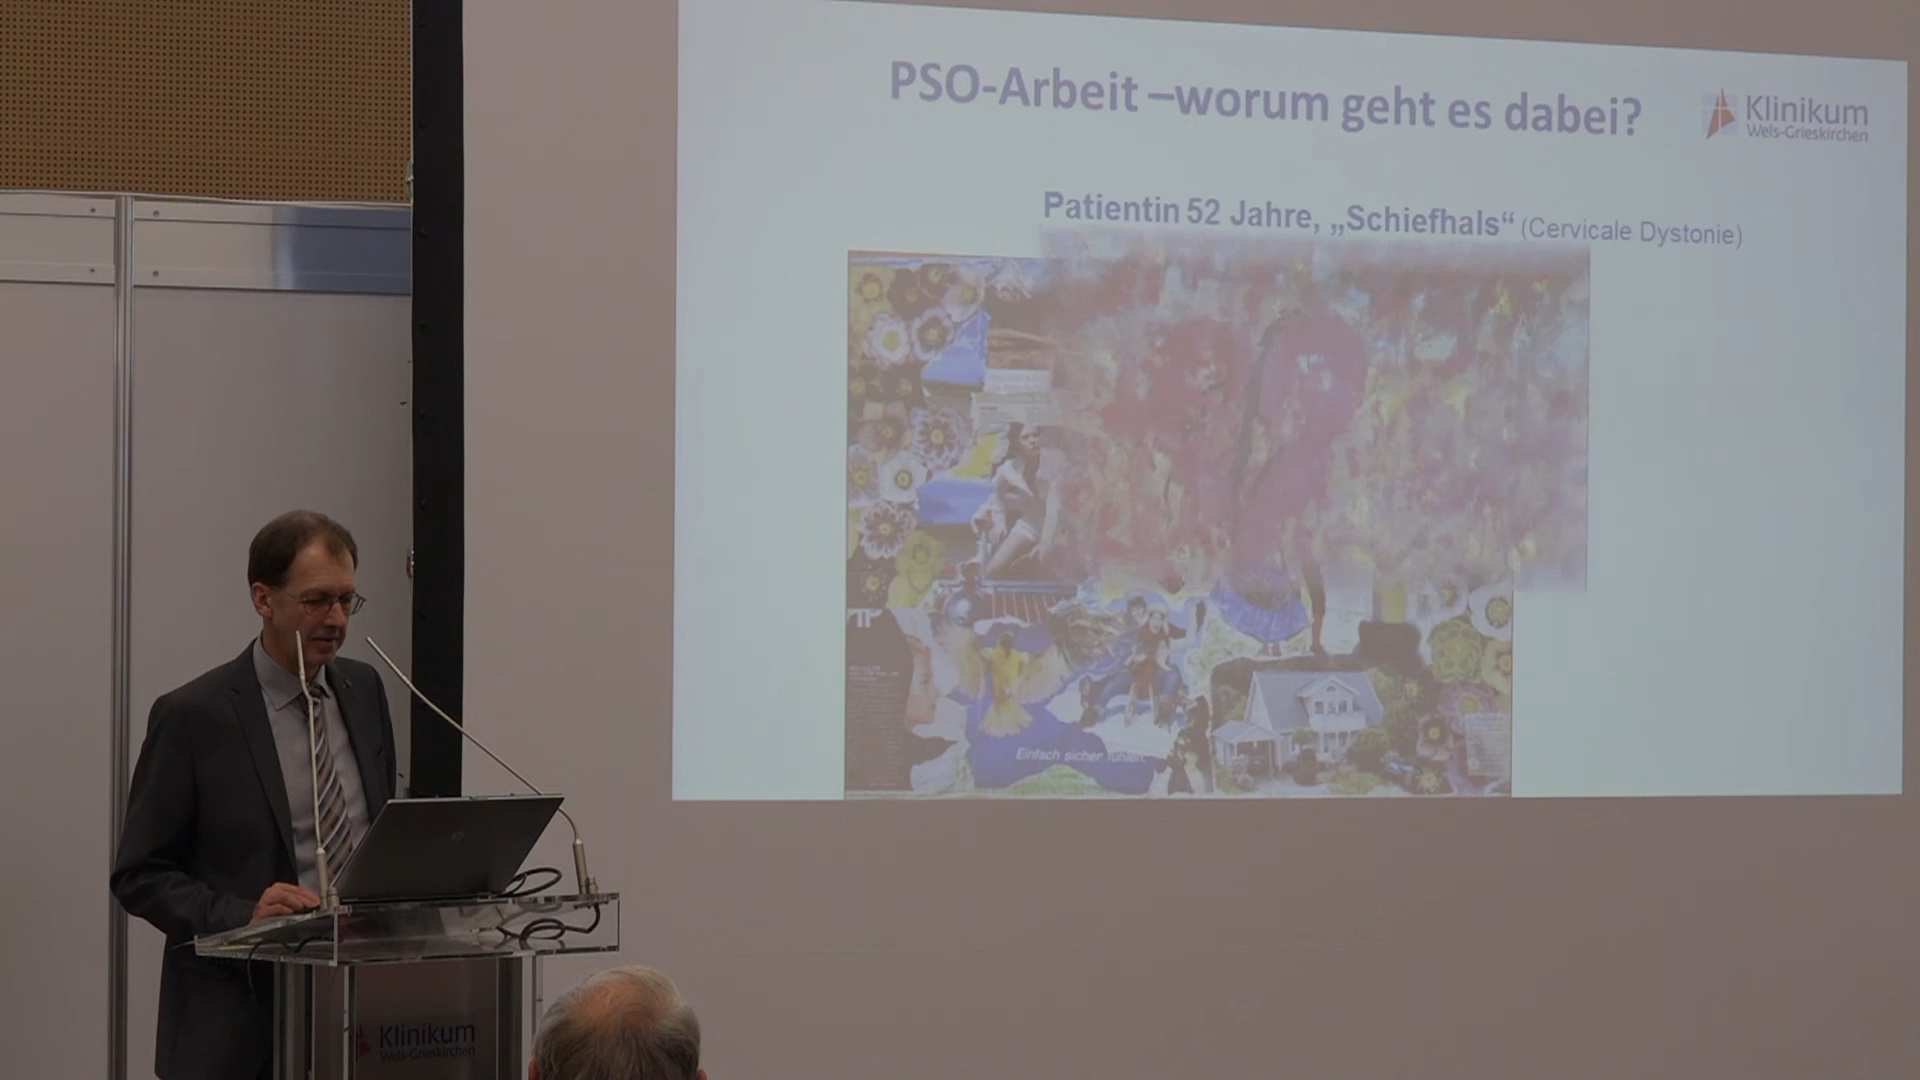 PSO-Arbeit –worum geht es dabei?
Klinikum
Wels-Grieskirchen
Patientin 52 Jahre, „Schiefhals“ (Cervicale Dystonie)
Einfach sicher fühlen.
Klinikum
Wels-Grieskirchen